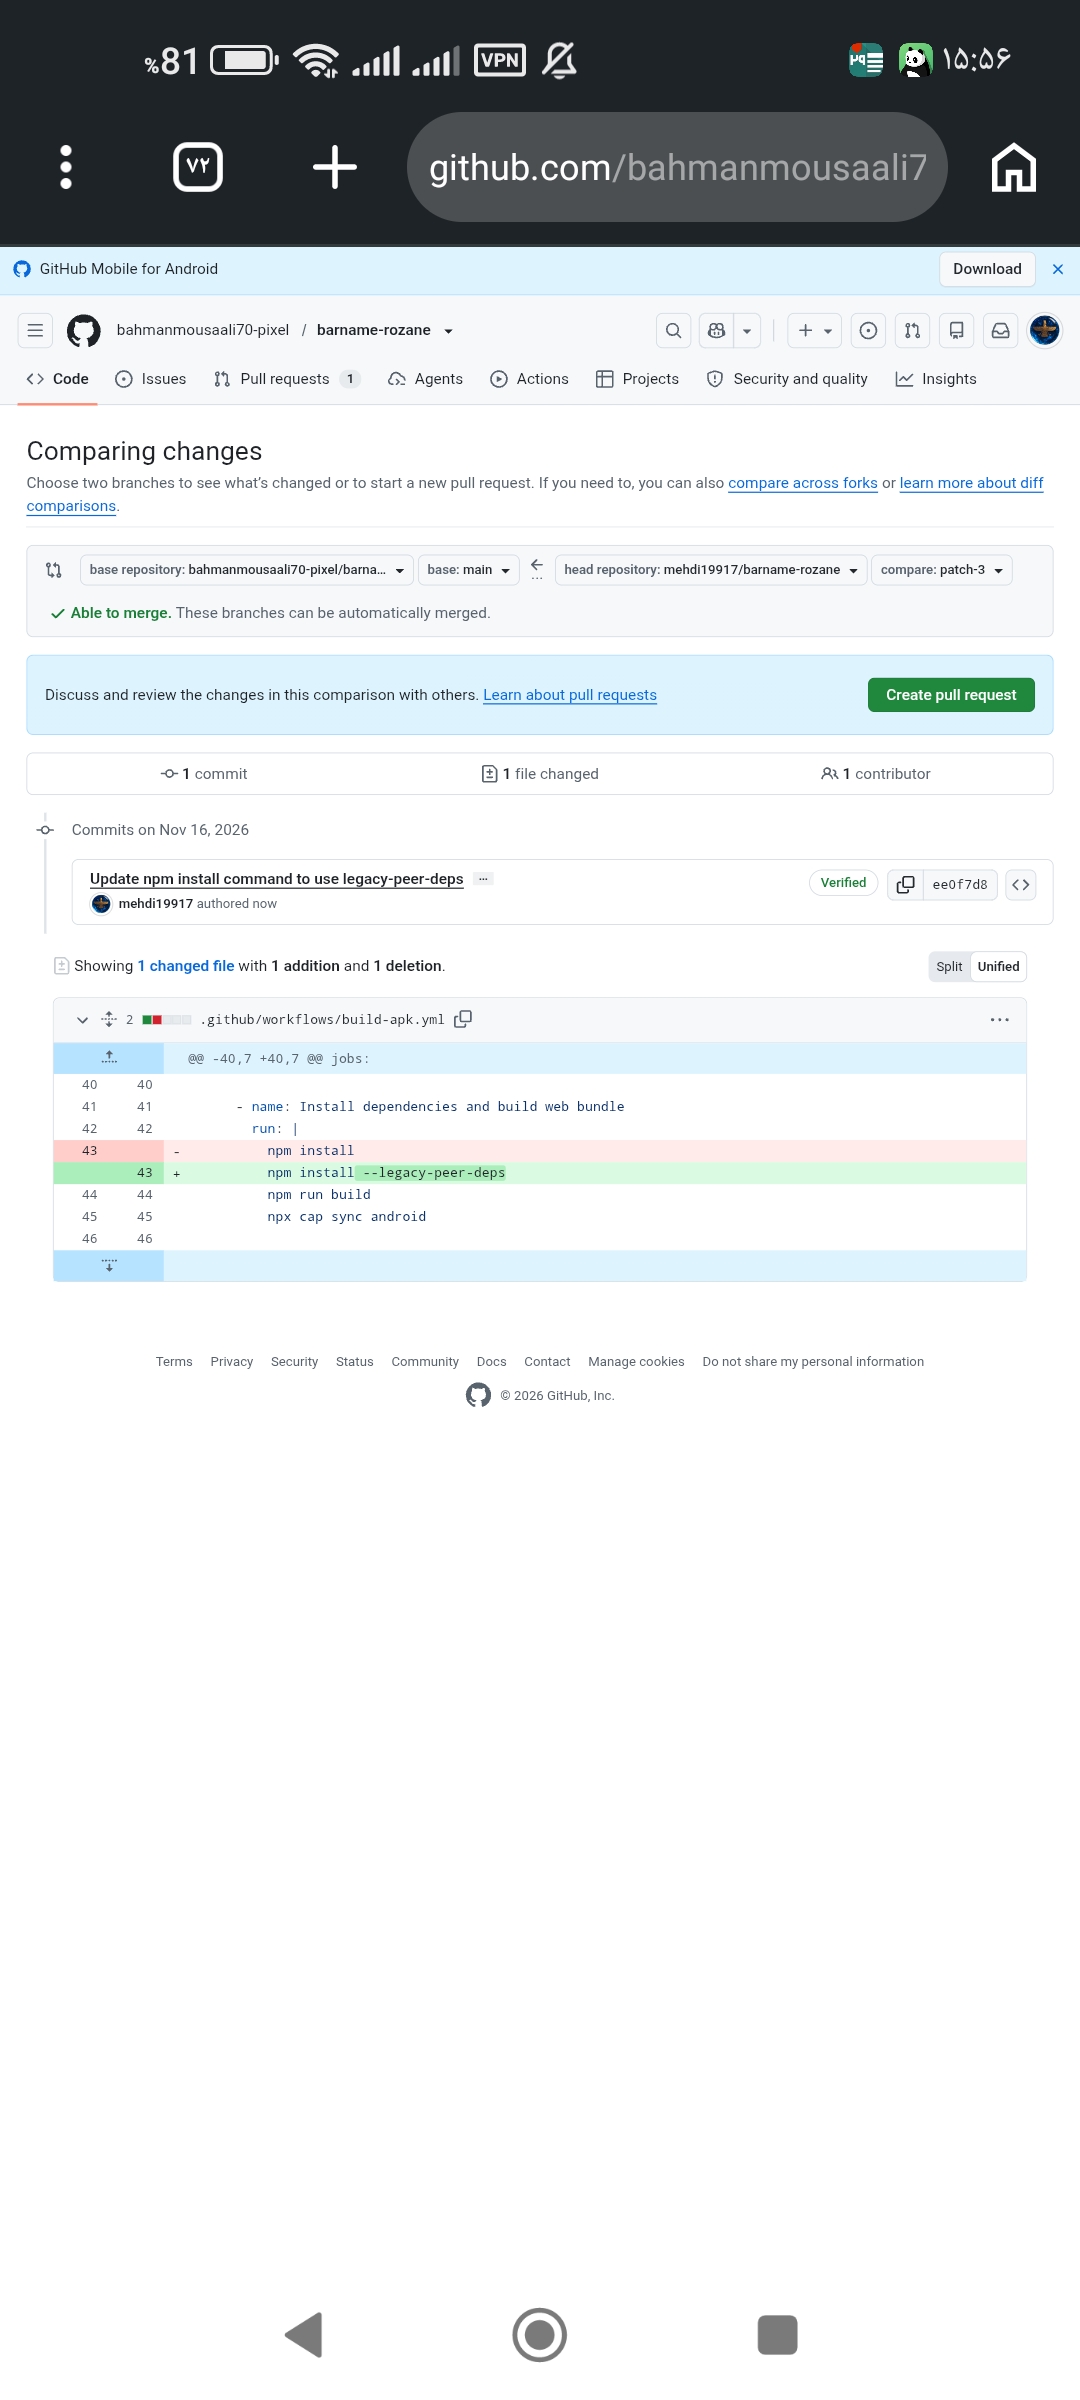 %81 VPN ۱۵:۵۶
۷۲ github.com/bahmanmousaali7
GitHub Mobile for Android Download
bahmanmousaali70-pixel / barname-rozane
Code Issues Pull requests 1 Agents Actions Projects Security and quality Insights
Comparing changes
Choose two branches to see what's changed or to start a new pull request. If you need to, you can also compare across forks or learn more about diff
comparisons.
base repository: bahmanmousaali70-pixel/barna... base: main ... head repository: mehdi19917/barname-rozane compare: patch-3
Able to merge. These branches can be automatically merged.
Discuss and review the changes in this comparison with others. Learn about pull requests Create pull request
1 commit 1 file changed 1 contributor
Commits on Nov 16, 2026
Update npm install command to use legacy-peer-deps ... Verified ee0f7d8
mehdi19917 authored now
Showing 1 changed file with 1 addition and 1 deletion. Split Unified
2 .github/workflows/build-apk.yml
@@ -40,7 +40,7 @@ jobs:
40 40
41 41 - name: Install dependencies and build web bundle
42 42 run: |
43 - npm install
43 + npm install --legacy-peer-deps
44 44 npm run build
45 45 npx cap sync android
46 46
Terms Privacy Security Status Community Docs Contact Manage cookies Do not share my personal information
© 2026 GitHub, Inc.